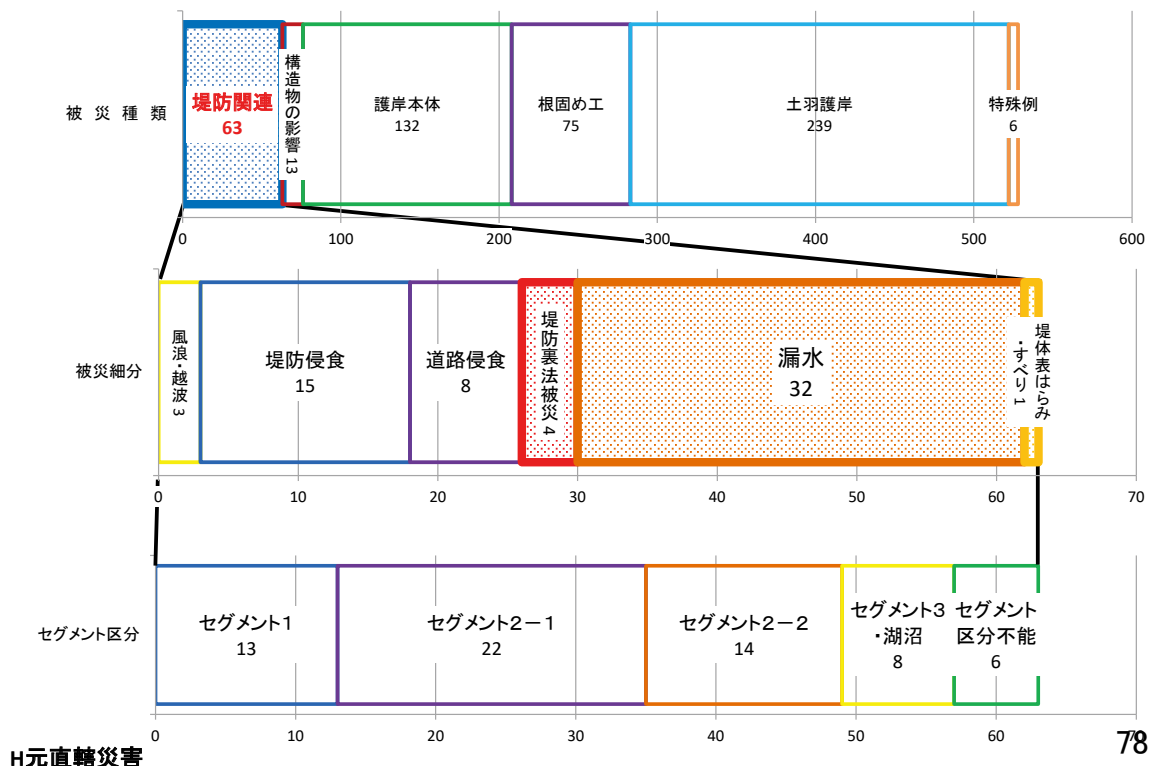 被 災 種 類
堤防関連
63
構造物の影響 13
護岸本体
132
根固め工
75
土羽護岸
239
特殊例
6
0 100 200 300 400 500 600
被災細分
風浪・越波 3
堤防侵食
15
道路侵食
8
堤防裏法被災 4
漏水
32
堤体表はらみ
・すべり 1
0 10 20 30 40 50 60 70
セグメント区分
セグメント1
13
セグメント2－1
22
セグメント2－2
14
セグメント3
・湖沼
8
セグメント
区分不能
6
0 10 20 30 40 50 60 70
H元直轄災害
78